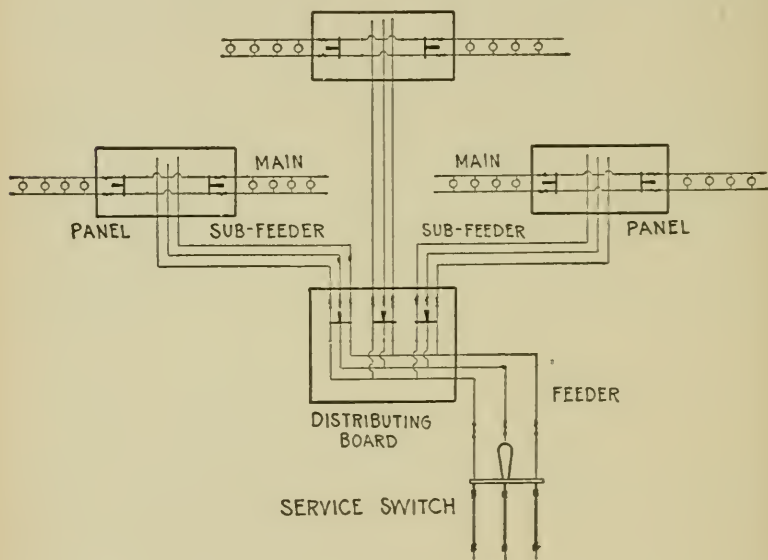 MAIN
MAIN
PANEL
SUB-FEEDER
SUB-FEEDER
PANEL
FEEDER
DISTRIBUTING
BOARD
SERVICE SWITCH